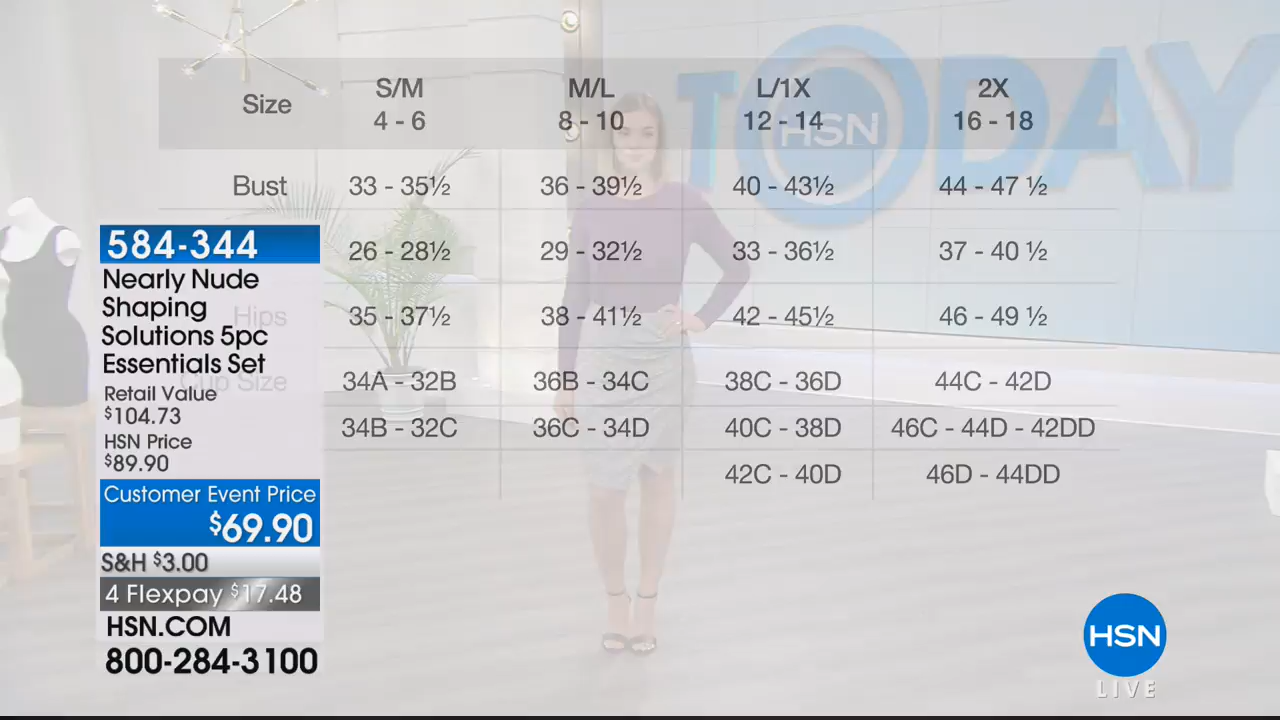 TODAY
HSN
Size
S/M
4 - 6
M/L
8 - 10
L/1X
12 - 14
2X
16 - 18
Bust
33 - 35½
36 - 39½
40 - 43½
44 - 47 ½
26 - 28½
29 - 32½
33 - 36½
37 - 40 ½
Hips
35 - 37½
38 - 41½
42 - 45½
46 - 49 ½
Cup Size
34A - 32B
36B - 34C
38C - 36D
44C - 42D
34B - 32C
36C - 34D
40C - 38D
46C - 44D - 42DD
42C - 40D
46D - 44DD
584-344
Nearly Nude
Shaping
Solutions 5pc
Essentials Set
Retail Value
$104.73
HSN Price
$89.90
Customer Event Price
$69.90
S&H $3.00
4 Flexpay $17.48
HSN.COM
800-284-3100
HSN
LIVE